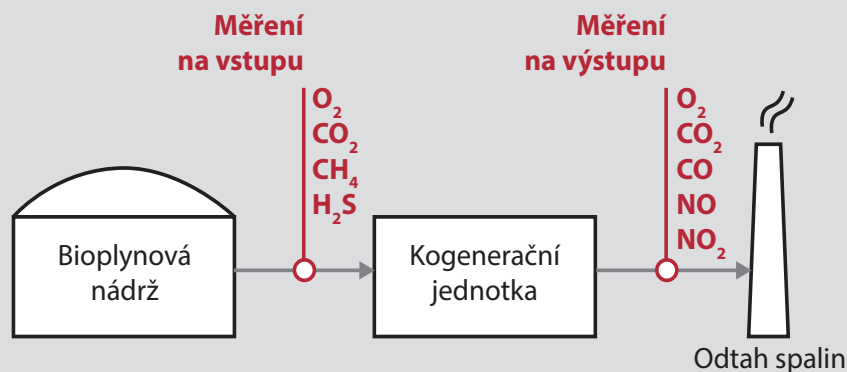 Měření
na vstupu
O₂
CO₂
CH₄
H₂S
Měření
na výstupu
O₂
CO₂
CO
NO
NO₂
Bioplynová
nádrž
Kogenerační
jednotka
Odtah spalin